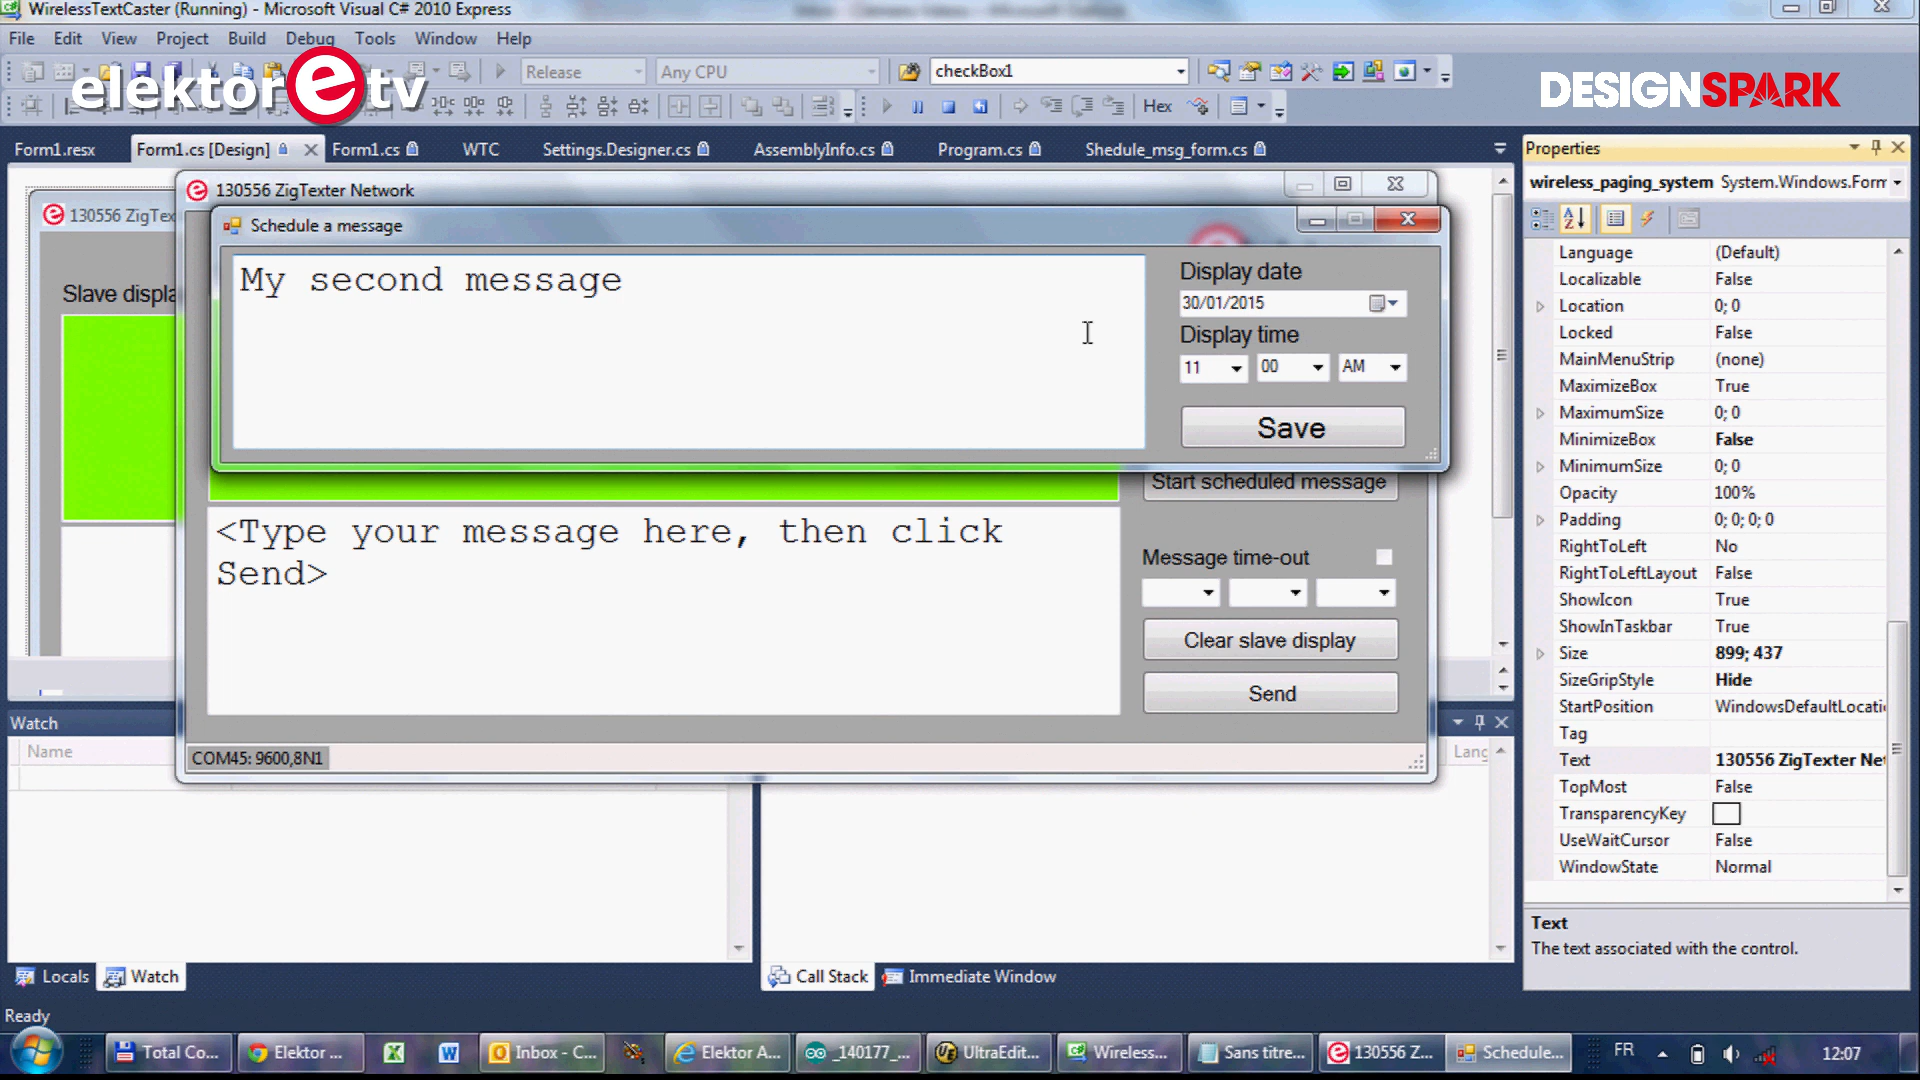 WirelessTextCaster (Running) - Microsoft Visual C# 2010 Express
File Edit View Project Build Debug Tools Window Help
Release Any CPU checkBox1
elektor e tv
DESIGNSPARK
Hex
Form1.resx Form1.cs [Design] Form1.cs WTC Settings.Designer.cs AssemblyInfo.cs Program.cs Shedule_msg_form.cs
130556 ZigTe
Slave displa
130556 ZigTexter Network
Schedule a message
My second message
Display date
30/01/2015
Display time
11 00 AM
Save
Start scheduled message
<Type your message here, then click
Send>
Message time-out
Clear slave display
Send
COM45: 9600,8N1
Properties
wireless_paging_system System.Windows.Forr
Language (Default)
Localizable False
Location 0; 0
Locked False
MainMenuStrip (none)
MaximizeBox True
MaximumSize 0; 0
MinimizeBox False
MinimumSize 0; 0
Opacity 100%
Padding 0; 0; 0; 0
RightToLeft No
RightToLeftLayout False
ShowIcon True
ShowInTaskbar True
Size 899; 437
SizeGripStyle Hide
StartPosition WindowsDefaultLocati
Tag
Text 130556 ZigTexter Ne
TopMost False
TransparencyKey
UseWaitCursor False
WindowState Normal
Text
The text associated with the control.
Watch
Name
Lang
Locals Watch
Call Stack Immediate Window
Ready
Total Co... Elektor ... Inbox - C... Elektor A... _140177_... UltraEdit... Wireless... Sans titre... 130556 Z... Schedule... FR 12:07